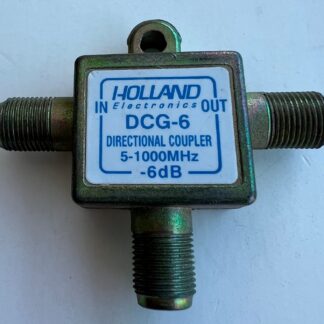 HOLLAND
IN Electronics OUT
DCG-6
DIRECTIONAL COUPLER
5-1000MHz
-6dB